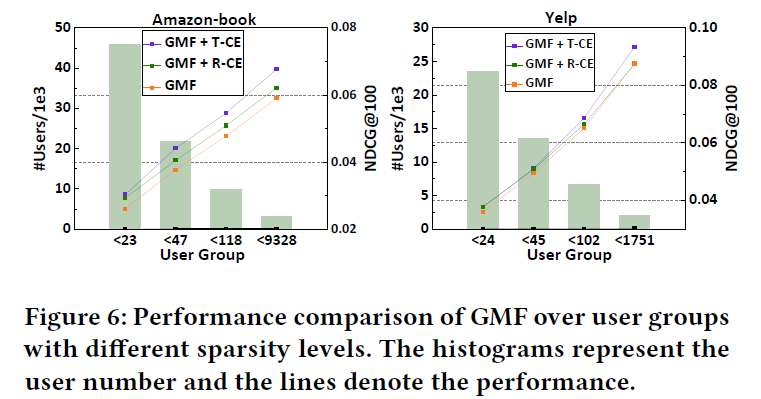 Amazon-book
50
40
30
20
10
0
#Users/1e3
GMF + T-CE
GMF + R-CE
GMF
0.08
0.06
0.04
0.02
NDCG@100
<23 <47 <118 <9328
User Group
Yelp
30
25
20
15
10
5
0
#Users/1e3
GMF + T-CE
GMF + R-CE
GMF
0.10
0.08
0.06
0.04
NDCG@100
<24 <45 <102 <1751
User Group
Figure 6: Performance comparison of GMF over user groups
with different sparsity levels. The histograms represent the
user number and the lines denote the performance.